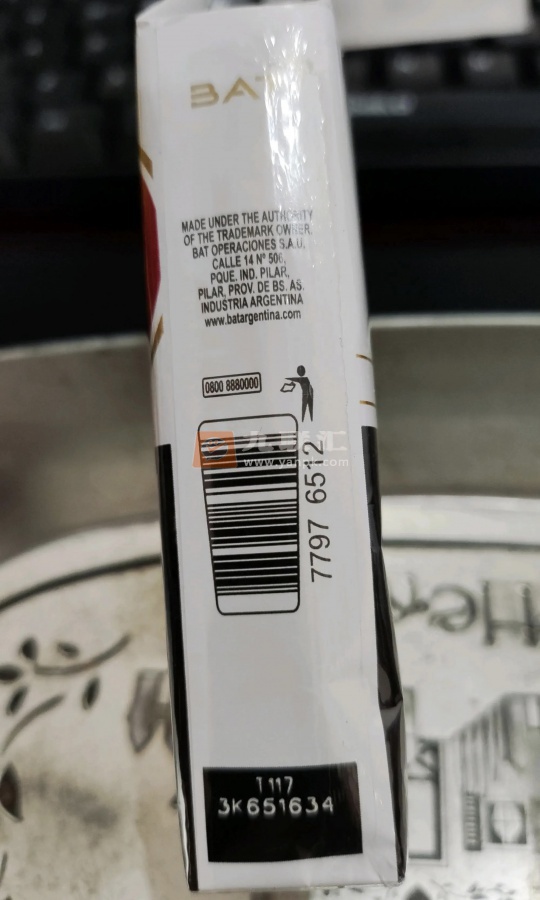 BAT
MADE UNDER THE AUTHORITY
OF THE TRADEMARK OWNER
BAT OPERACIONES S.A.U.
CALLE 14 Nº 506,
PQUE. IND. PILAR,
PILAR, PROV. DE BS. AS.
INDUSTRIA ARGENTINA
www.batargentina.com
0800 8880000
7797 6512
T117
3K651634